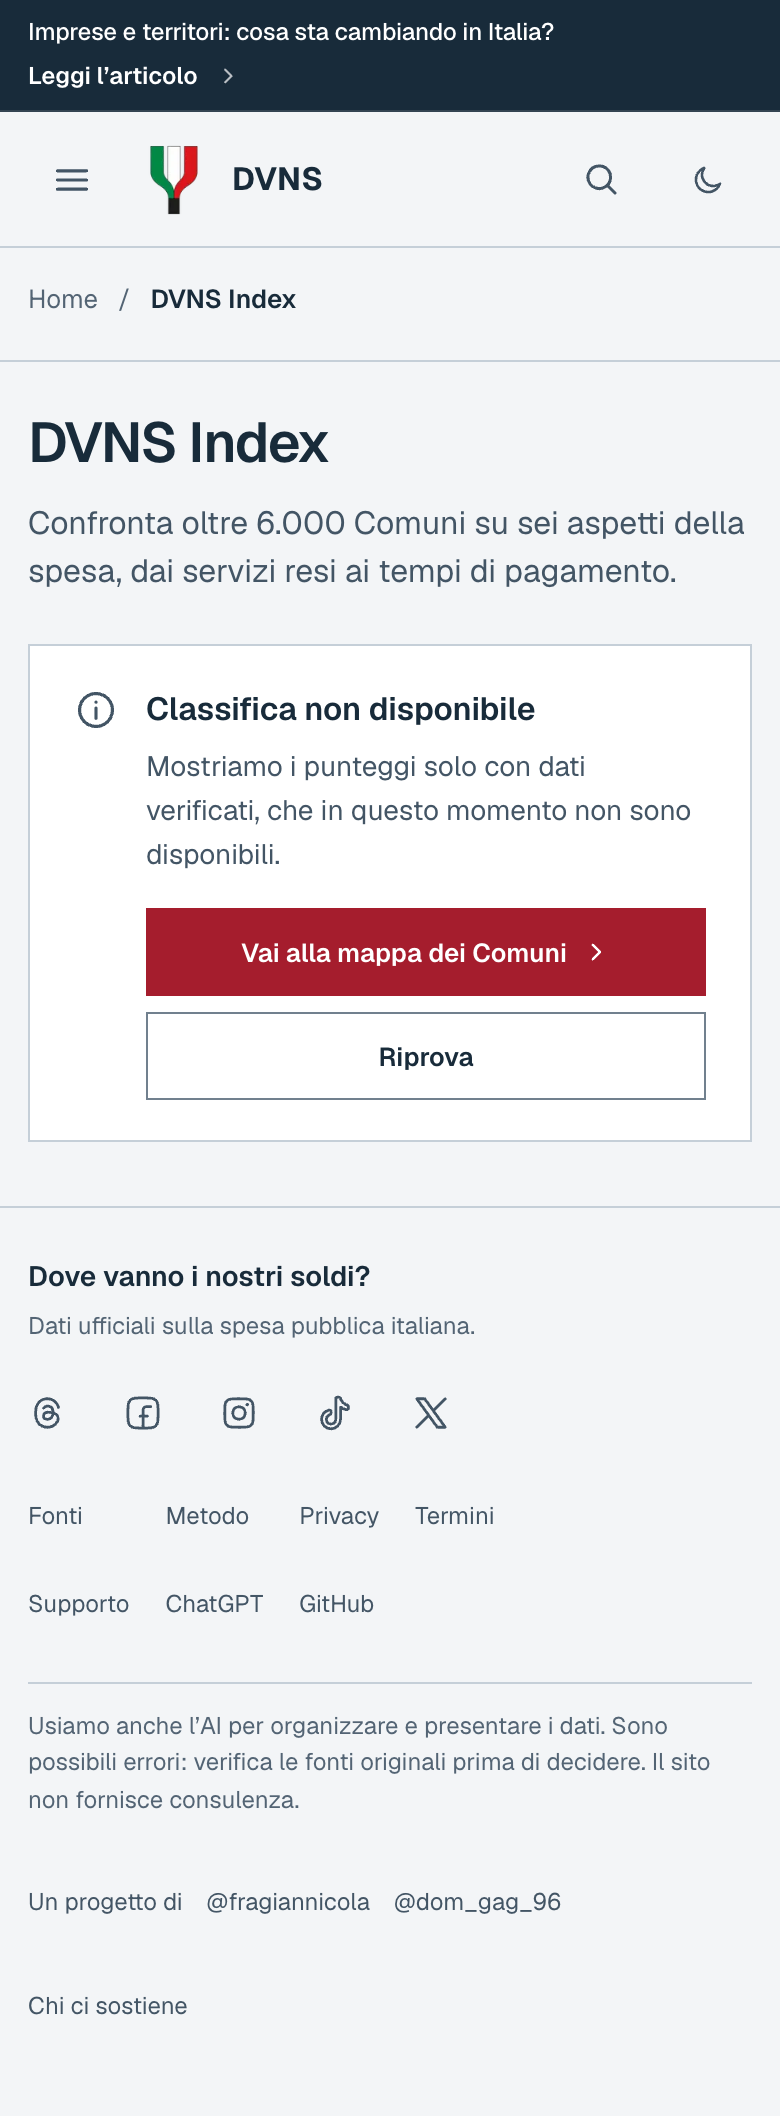 Imprese e territori: cosa sta cambiando in Italia?
Leggi l’articolo
DVNS
Home / DVNS Index
DVNS Index
Confronta oltre 6.000 Comuni su sei aspetti della
spesa, dai servizi resi ai tempi di pagamento.
Classifica non disponibile
Mostriamo i punteggi solo con dati
verificati, che in questo momento non sono
disponibili.
Vai alla mappa dei Comuni
Riprova
Dove vanno i nostri soldi?
Dati ufficiali sulla spesa pubblica italiana.
Fonti Metodo Privacy Termini
Supporto ChatGPT GitHub
Usiamo anche l’AI per organizzare e presentare i dati. Sono
possibili errori: verifica le fonti originali prima di decidere. Il sito
non fornisce consulenza.
Un progetto di @fragiannicola @dom_gag_96
Chi ci sostiene